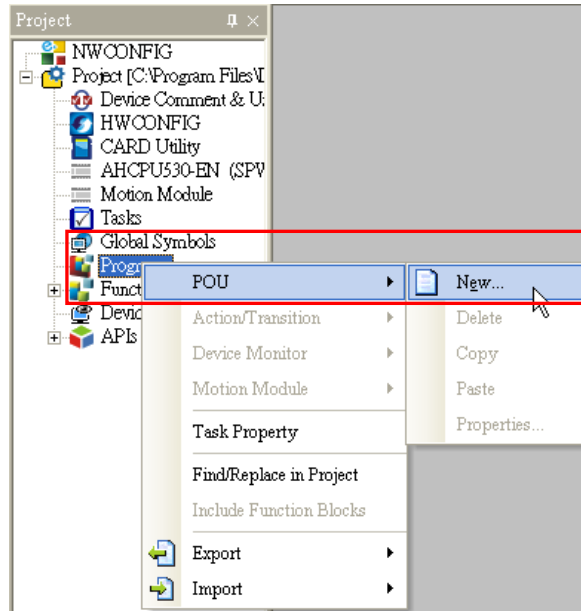 Project
NWCONFIG
Project [C:\Program Files\
Device Comment & U
HWCONFIG
CARD Utility
AHCPU530-EN (SPV
Motion Module
Tasks
Global Symbols
Progr
Funct
Devic
APIs
POU
Action/Transition
Device Monitor
Motion Module
Task Property
Find/Replace in Project
Include Function Blocks
Export
Import
New...
Delete
Copy
Paste
Properties...